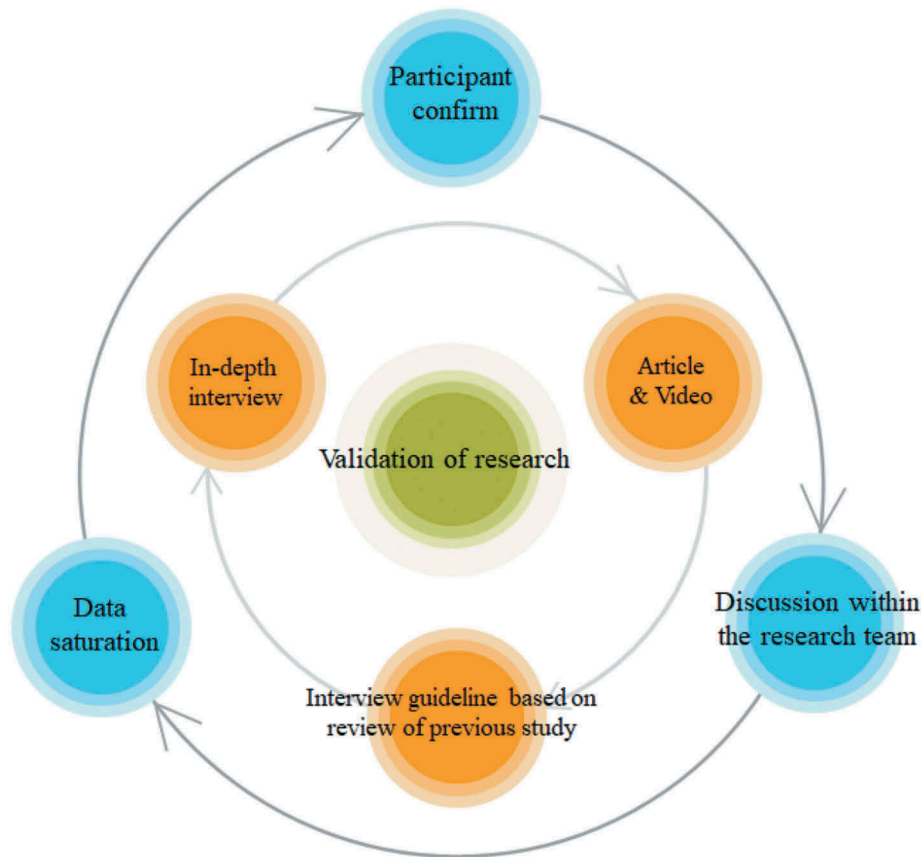 Participant
confirm
In-depth
interview
Article
& Video
Validation of research
Data
saturation
Discussion within
the research team
Interview guideline based on
review of previous study